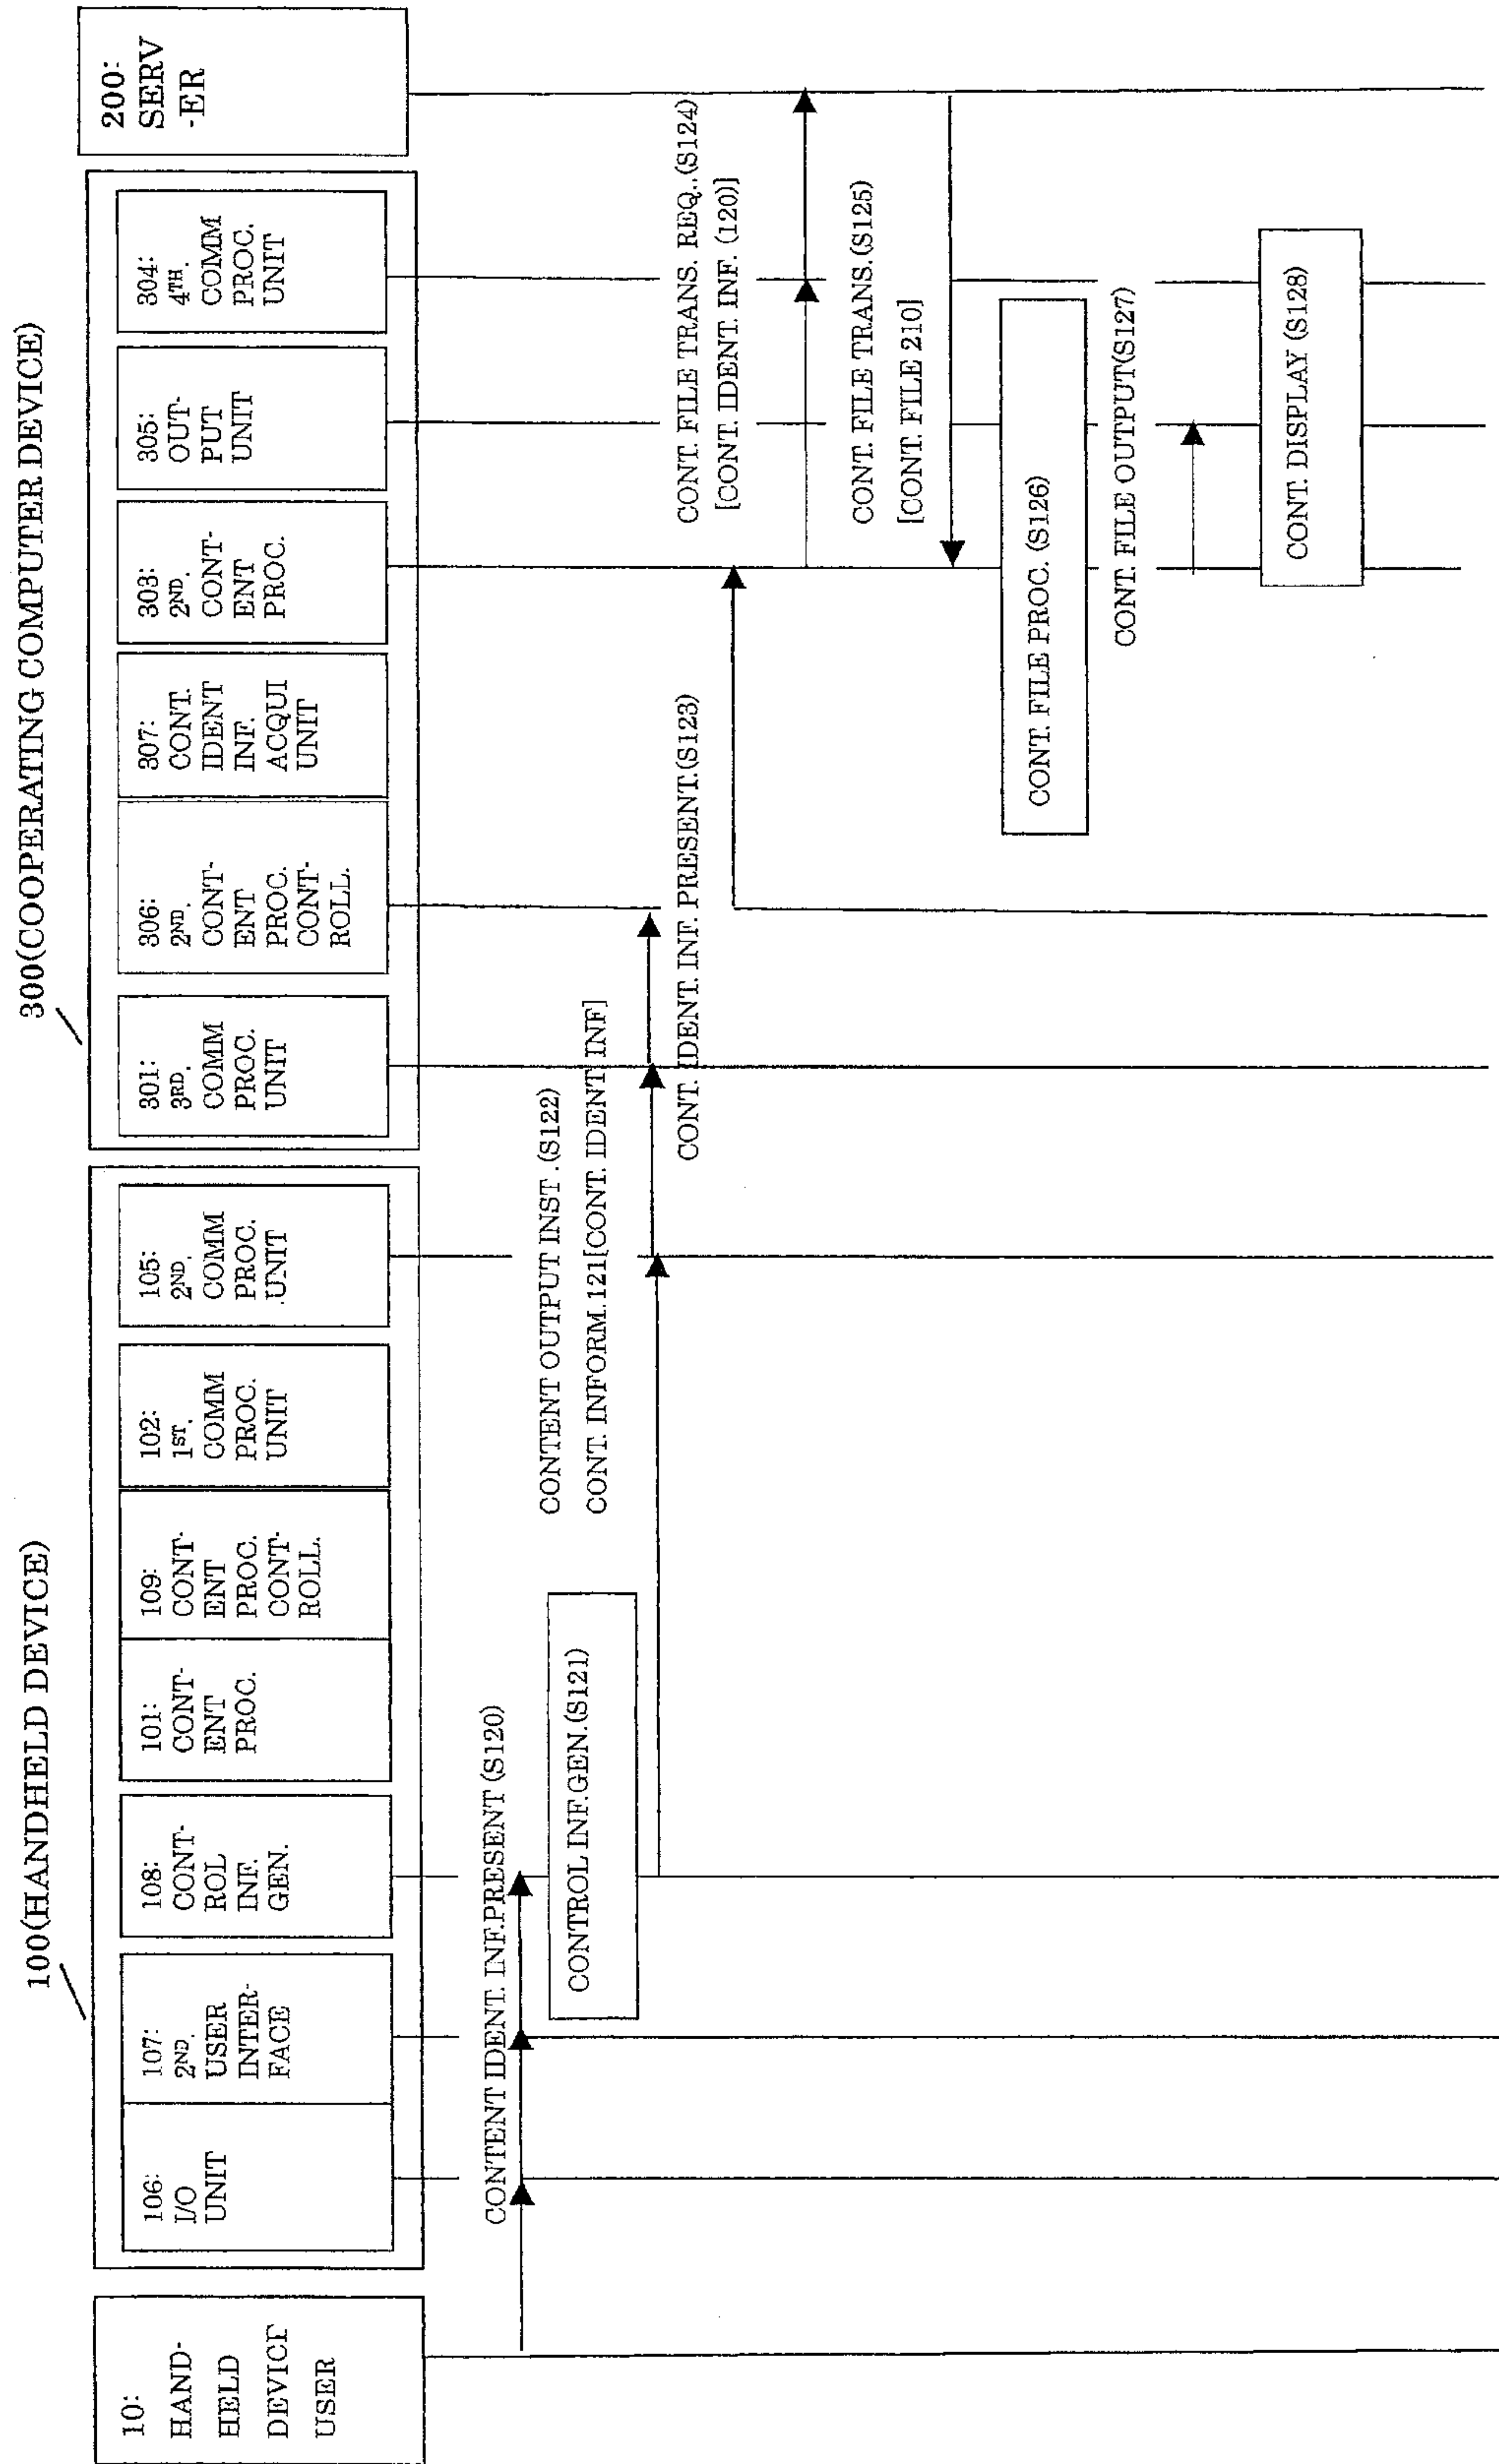 100(HANDHELD DEVICE)
300(COOPERATING COMPUTER DEVICE)
10:
HAND-
HELD
DEVICE
USER
106:
I/O
UNIT
107:
2ND.
USER
INTER-
FACE
108:
CONT-
ROL
INF.
GEN.
101:
CONT-
ENT
PROC.
109:
CONT-
ENT
PROC.
CONT-
ROLL.
102:
1ST.
COMM
PROC.
UNIT
105:
2ND.
COMM
PROC.
UNIT
301:
3RD.
COMM
PROC.
UNIT
306:
2ND.
CONT-
ENT
PROC.
CONT-
ROLL.
307:
CONT.
IDENT
INF.
ACQUI
UNIT
303:
2ND.
CONT-
ENT
PROC.
305:
OUT-
PUT
UNIT
304:
4TH.
COMM
PROC.
UNIT
200:
SERV
-ER
CONTENT IDENT. INF.PRESENT (S120)
CONTROL INF.GEN.(S121)
CONTENT OUTPUT INST .(S122)
CONT. INFORM.121[CONT. IDENT INF]
CONT. IDENT. INF. PRESENT.(S123)
CONT. FILE TRANS. REQ..(S124)
[CONT. IDENT. INF. (120)]
CONT. FILE TRANS.(S125)
[CONT. FILE 210]
CONT. FILE PROC. (S126)
CONT. FILE OUTPUT(S127)
CONT. DISPLAY (S128)